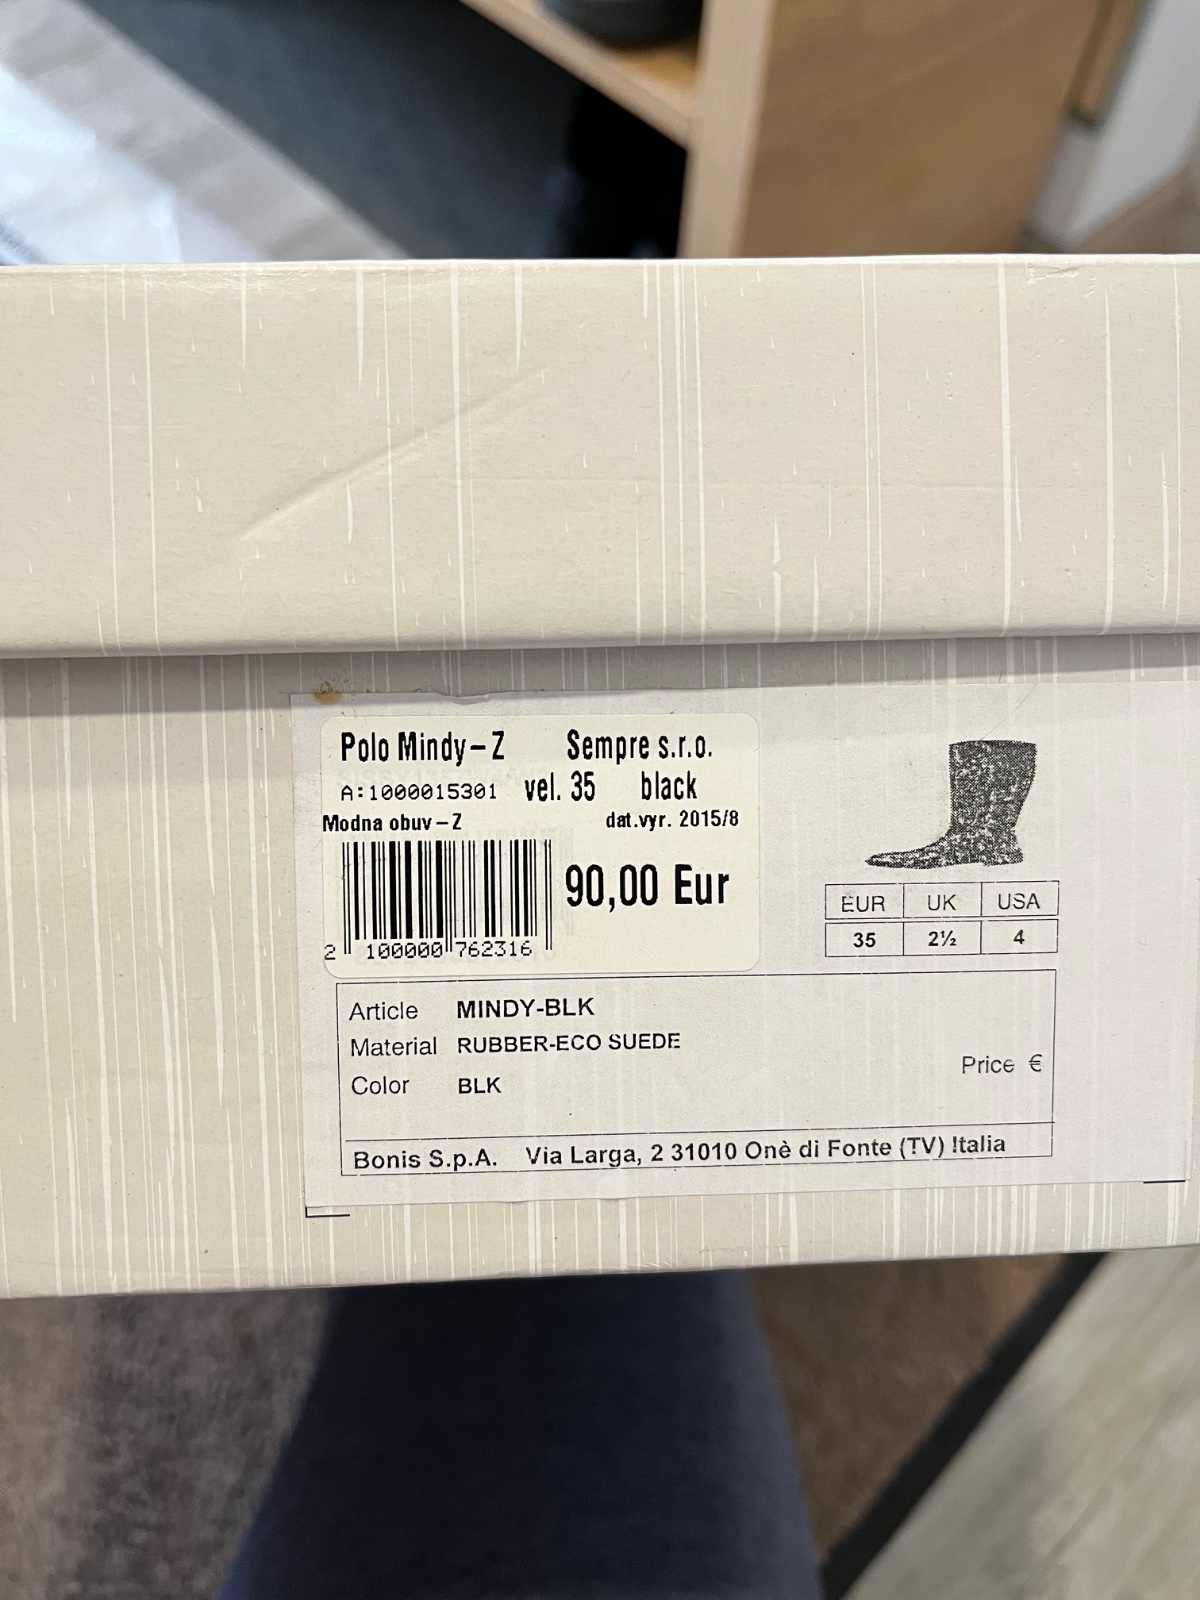 Polo Mindy-Z Sempre s.r.o.
A:1000015301 vel. 35 black
Modna obuv-Z dat.vyr. 2015/8
90,00 Eur
2 100000 762316
EUR UK USA
35 2½ 4
Article MINDY-BLK
Material RUBBER-ECO SUEDE
Price €
Color BLK
Bonis S.p.A. Via Larga, 2 31010 Onè di Fonte (TV) Italia